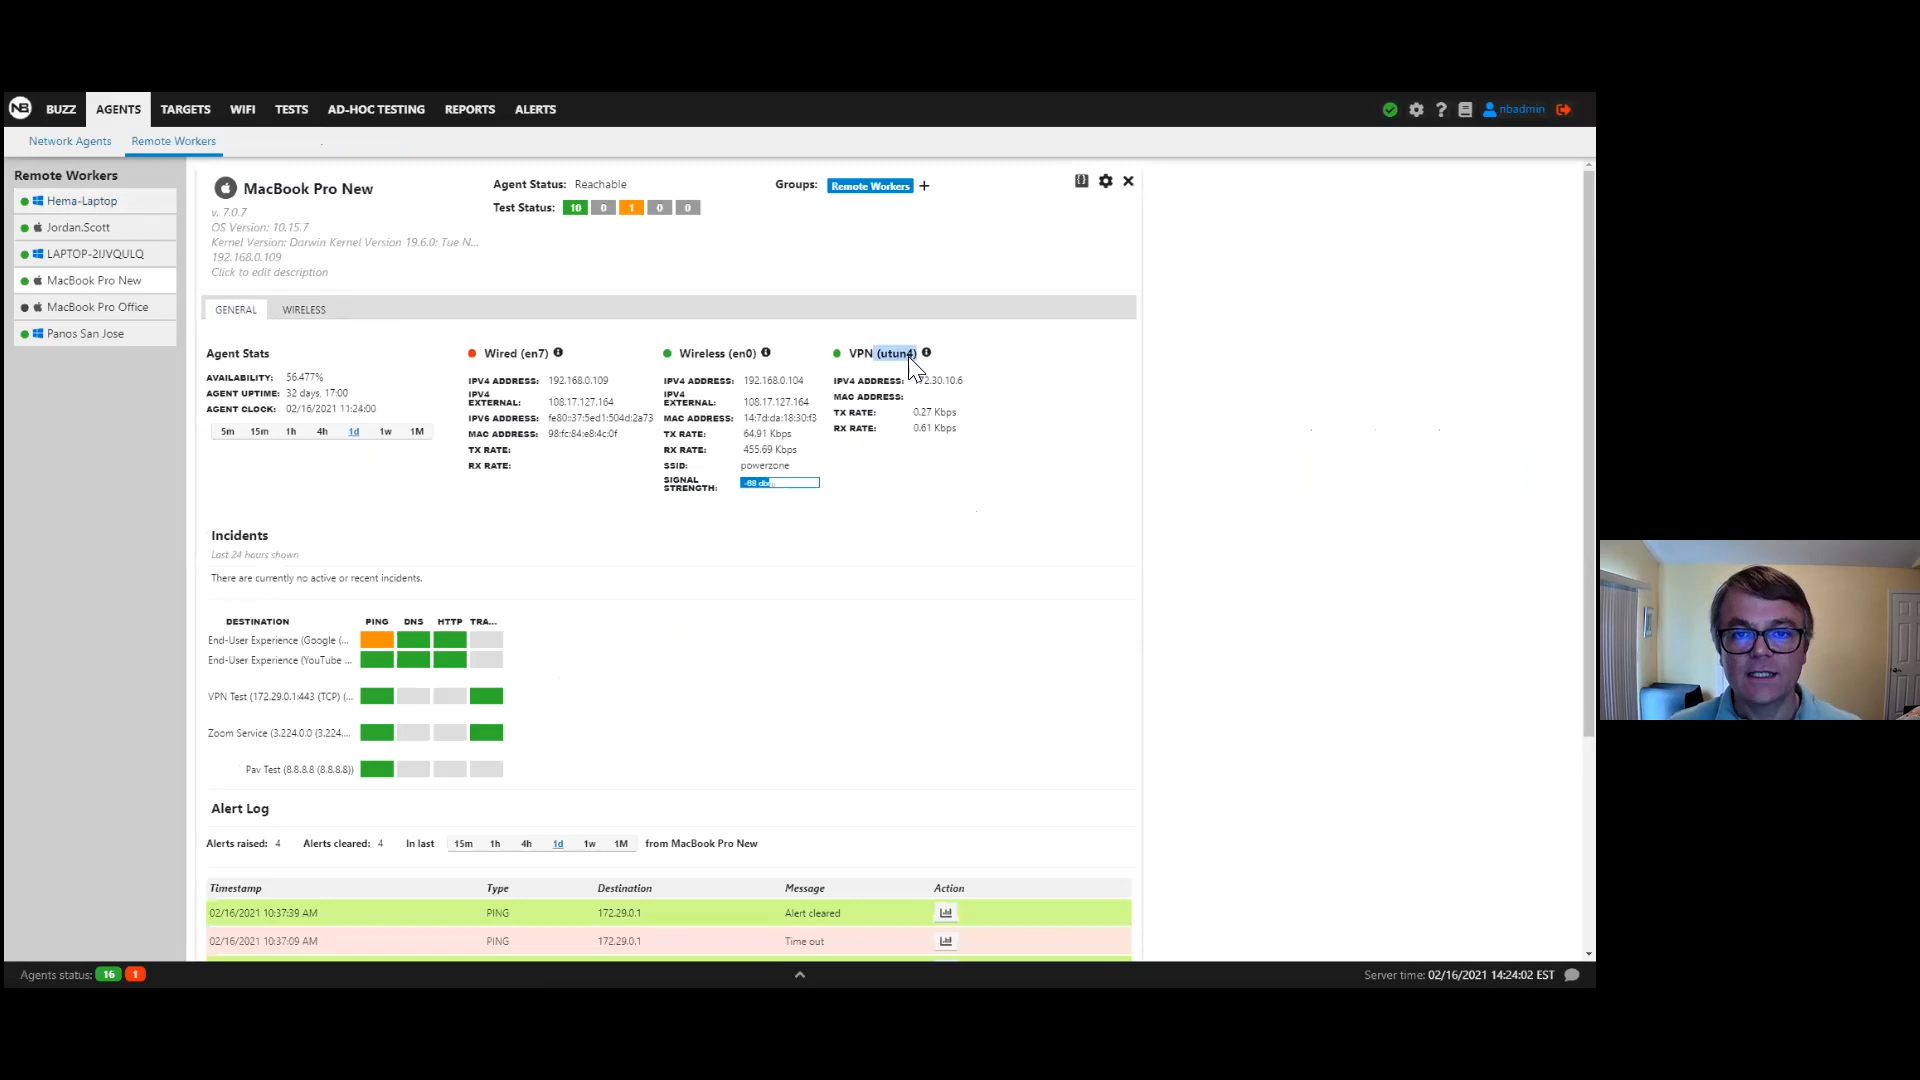 NB BUZZ AGENTS TARGETS WIFI TESTS AD-HOC TESTING REPORTS ALERTS ? nbadmin
Network Agents Remote Workers
Remote Workers
Hema-Laptop
Jordan.Scott
LAPTOP-2IJVQULQ
MacBook Pro New
MacBook Pro Office
Panos San Jose
MacBook Pro New
v. 7.0.7
OS Version: 10.15.7
Kernel Version: Darwin Kernel Version 19.6.0: Tue N...
192.168.0.109
Click to edit description
Agent Status: Reachable
Test Status: 10 0 1 0 0
Groups: Remote Workers +
GENERAL WIRELESS
Agent Stats
AVAILABILITY: 56.477%
AGENT UPTIME: 32 days, 17:00
AGENT CLOCK: 02/16/2021 11:24:00
5m 15m 1h 4h 1d 1w 1M
Wired (en7)
IPV4 ADDRESS: 192.168.0.109
IPV4 EXTERNAL: 108.17.127.164
IPV6 ADDRESS: fe80::37:5ed1:504d:2a73
MAC ADDRESS: 98:fc:84:e8:4c:0f
TX RATE:
RX RATE:
Wireless (en0)
IPV4 ADDRESS: 192.168.0.104
IPV4 EXTERNAL: 108.17.127.164
MAC ADDRESS: 14:7d:da:18:30:f3
TX RATE: 64.91 Kbps
RX RATE: 455.69 Kbps
SSID: powerzone
SIGNAL STRENGTH: -68 dbm
VPN (utun4)
IPV4 ADDRESS: 72.30.10.6
MAC ADDRESS:
TX RATE: 0.27 Kbps
RX RATE: 0.61 Kbps
Incidents
Last 24 hours shown
There are currently no active or recent incidents.
DESTINATION PING DNS HTTP TRA...
End-User Experience (Google (...
End-User Experience (YouTube ...
VPN Test (172.29.0.1:443 (TCP) (...
Zoom Service (3.224.0.0 (3.224....
Pav Test (8.8.8.8 (8.8.8.8))
Alert Log
Alerts raised: 4 Alerts cleared: 4 In last 15m 1h 4h 1d 1w 1M from MacBook Pro New
Timestamp Type Destination Message Action
02/16/2021 10:37:39 AM PING 172.29.0.1 Alert cleared
02/16/2021 10:37:09 AM PING 172.29.0.1 Time out
Agents status: 16 1
Server time: 02/16/2021 14:24:02 EST